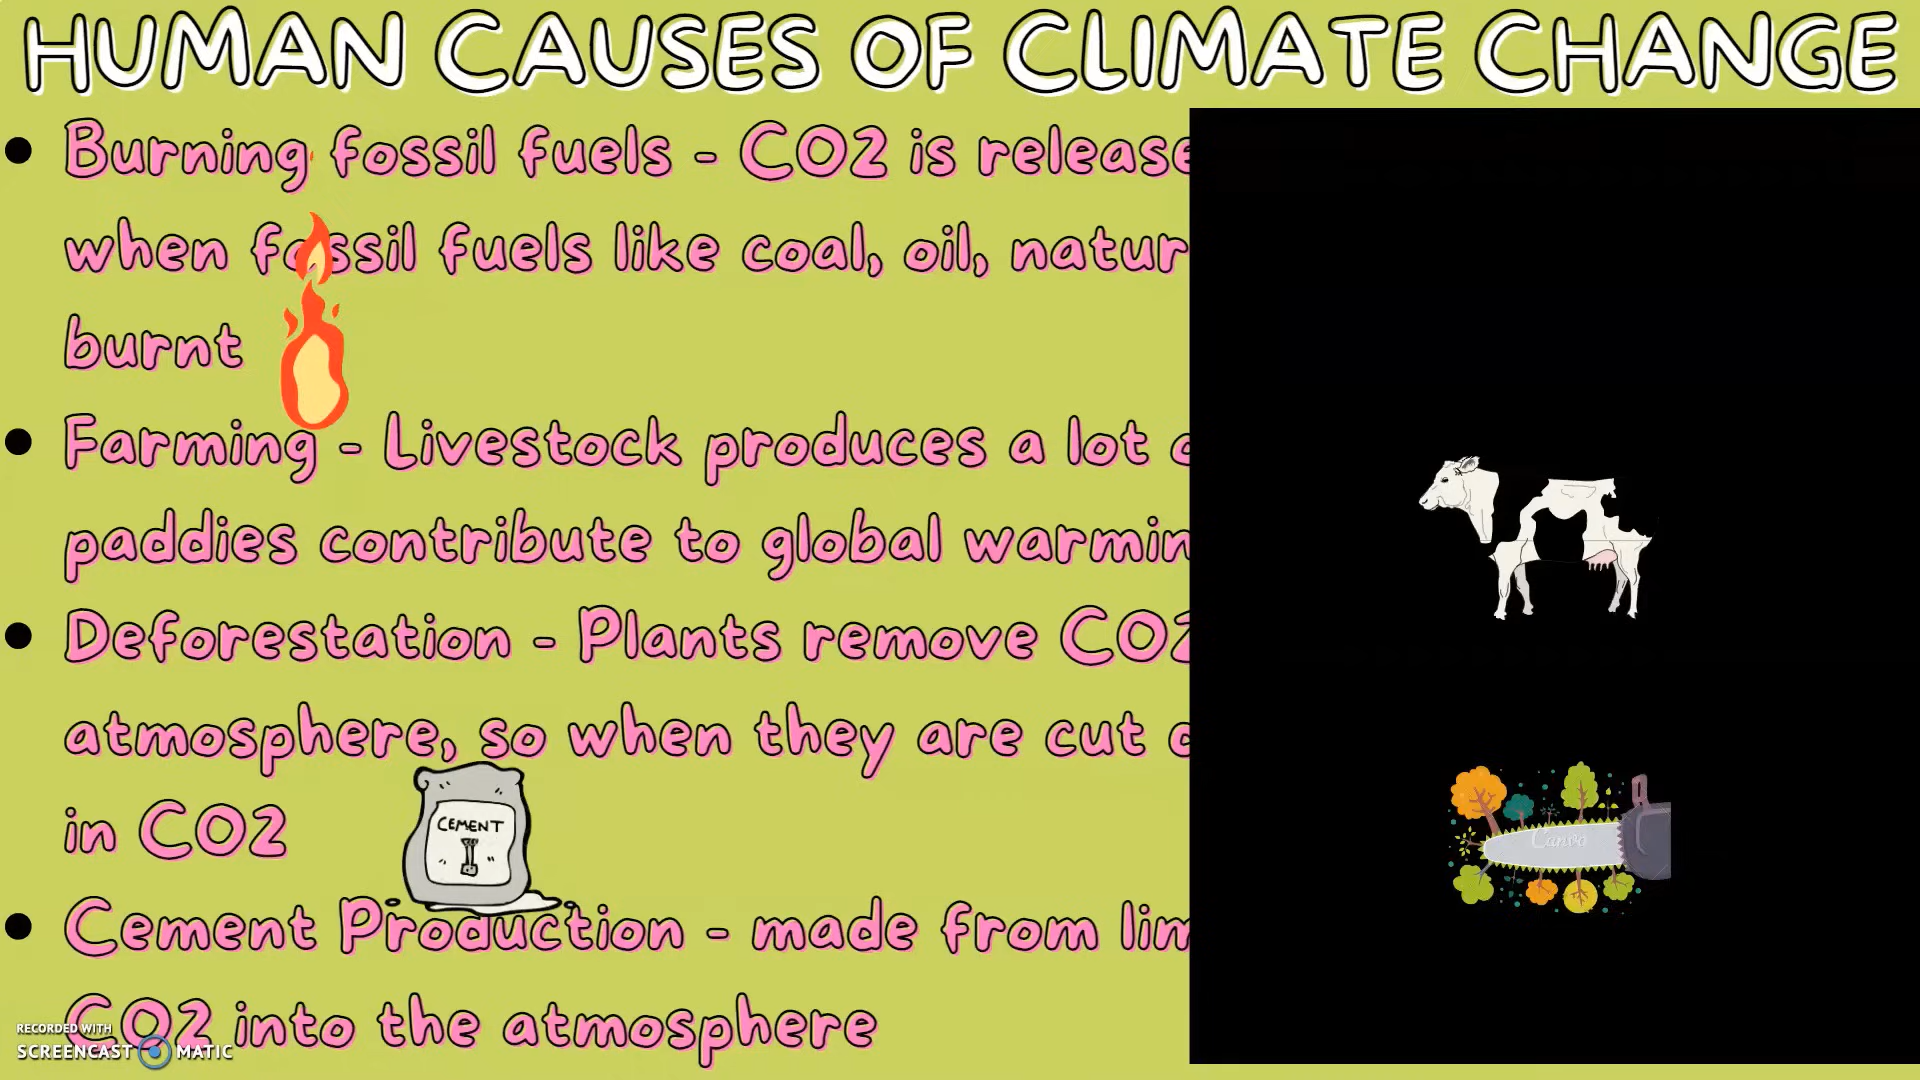 HUMAN CAUSES OF CLIMATE CHANGE
• Burning fossil fuels - CO2 is release
when fossil fuels like coal, oil, natur
burnt
• Farming - Livestock produces a lot
paddies contribute to global warmin
• Deforestation - Plants remove CO2
atmosphere, so when they are cut
in CO2
CEMENT
Canva
• Cement Production - made from lim
CO2 into the atmosphere
RECORDED WITH
SCREENCAST MATIC